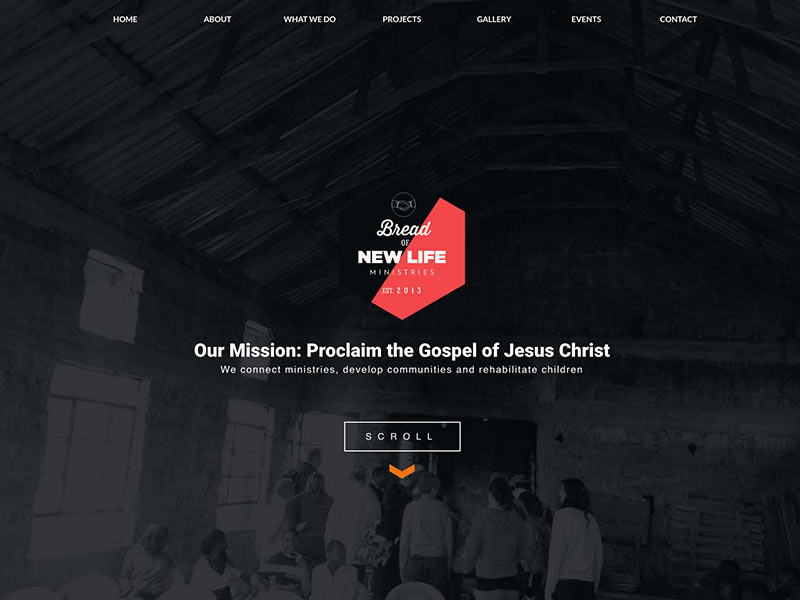 HOME ABOUT WHAT WE DO PROJECTS GALLERY EVENTS CONTACT
Bread
OF
NEW LIFE
MINISTRIES
EST. 2013
Our Mission: Proclaim the Gospel of Jesus Christ
We connect ministries, develop communities and rehabilitate children
SCROLL